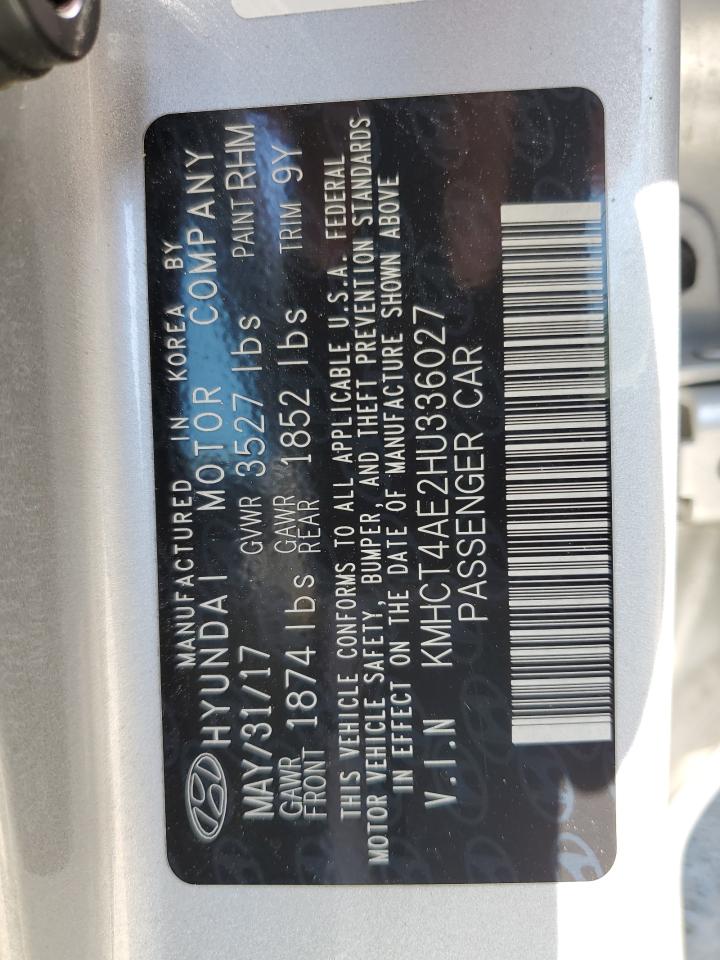 MANUFACTURED IN KOREA BY
HYUNDAI MOTOR COMPANY
MAY/31/17 GVWR 3527 lbs PAINT RHM
GAWR FRONT 1874 lbs GAWR REAR 1852 lbs TRIM 9Y
THIS VEHICLE CONFORMS TO ALL APPLICABLE U.S.A. FEDERAL
MOTOR VEHICLE SAFETY, BUMPER, AND THEFT PREVENTION STANDARDS
IN EFFECT ON THE DATE OF MANUFACTURE SHOWN ABOVE
V.I.N KMHCT4AE2HU336027
PASSENGER CAR